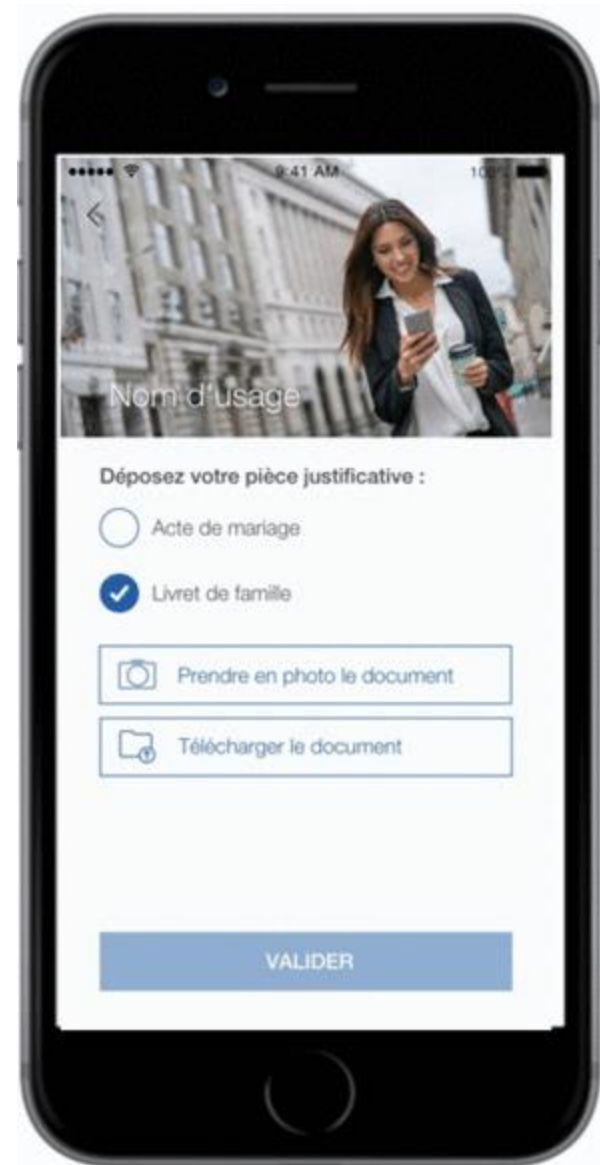 9:41 AM
Nom d'usage
Déposez votre pièce justificative :
Acte de mariage
Livret de famille
Prendre en photo le document
Télécharger le document
VALIDER